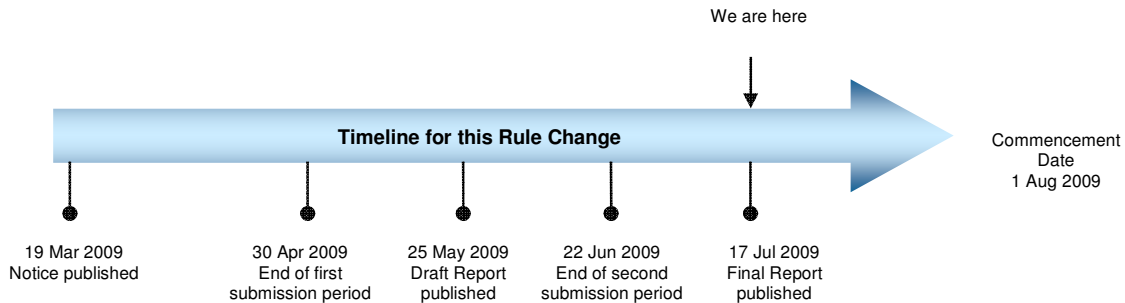 We are here
Timeline for this Rule Change
Commencement
Date
1 Aug 2009
19 Mar 2009
Notice published
30 Apr 2009
End of first
submission period
25 May 2009
Draft Report
published
22 Jun 2009
End of second
submission period
17 Jul 2009
Final Report
published